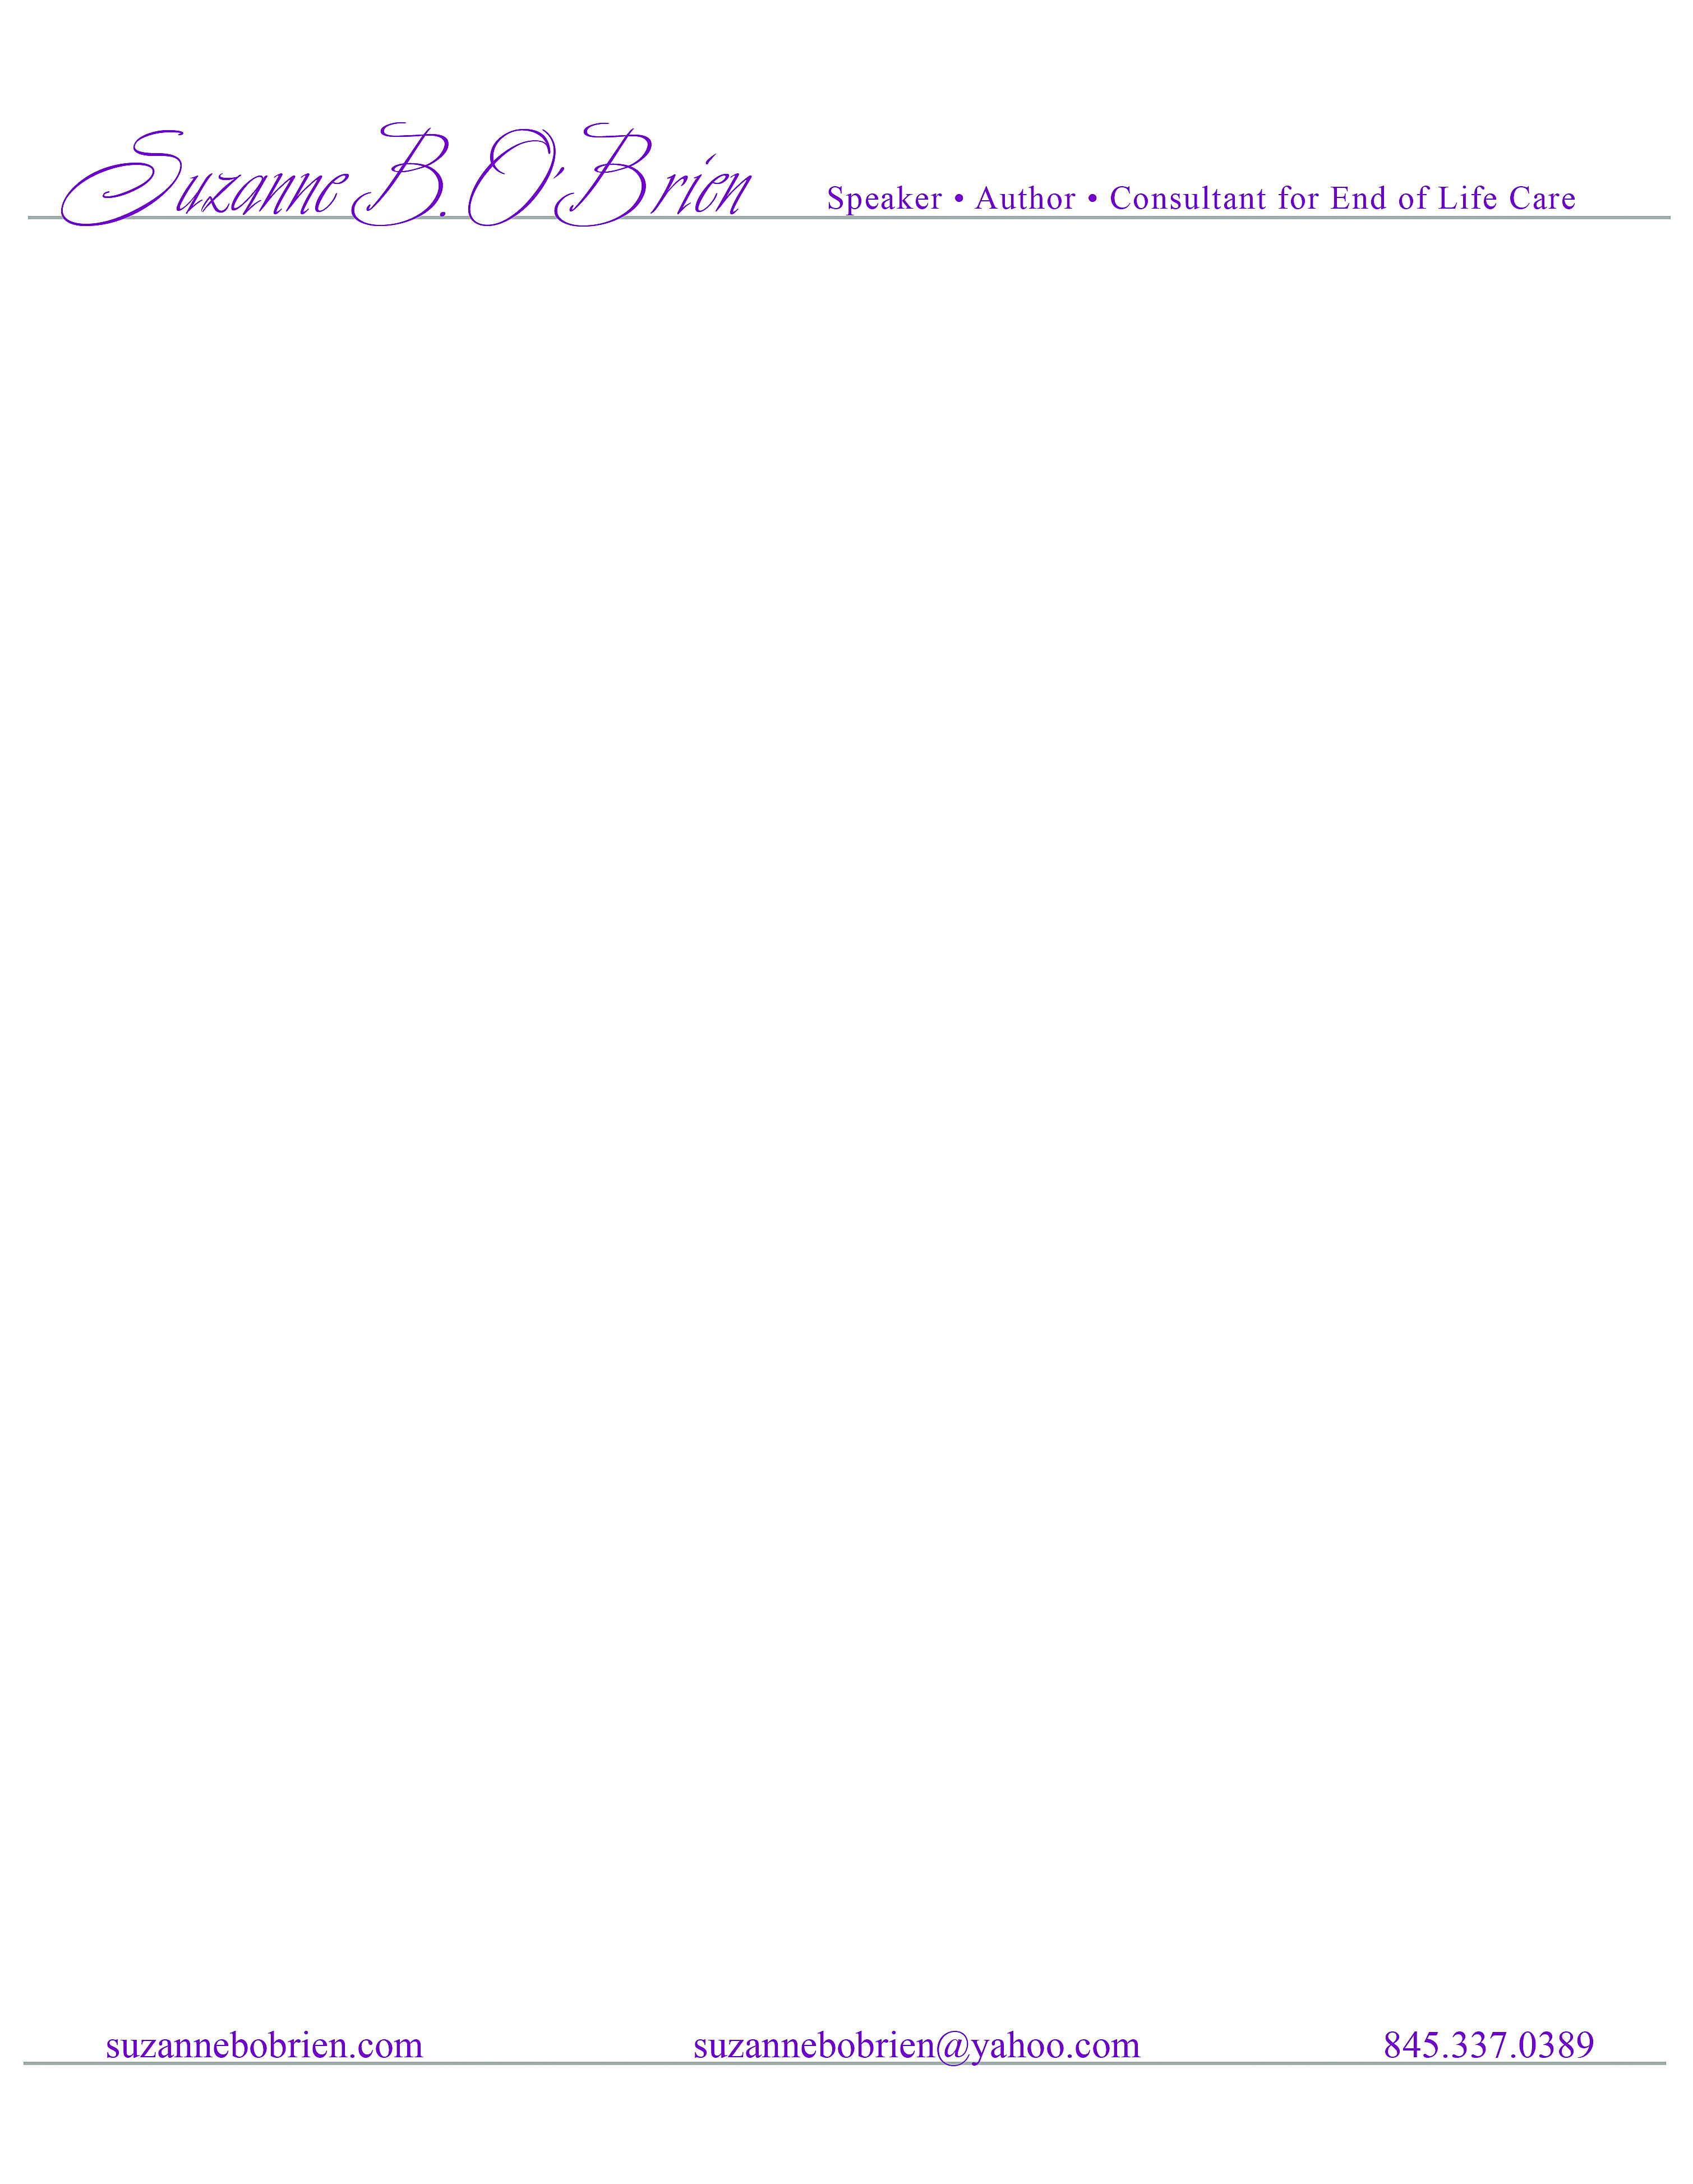 Suzanne B. O'Brien Speaker • Author • Consultant for End of Life Care
suzannebobrien.com suzannebobrien@yahoo.com 845.337.0389